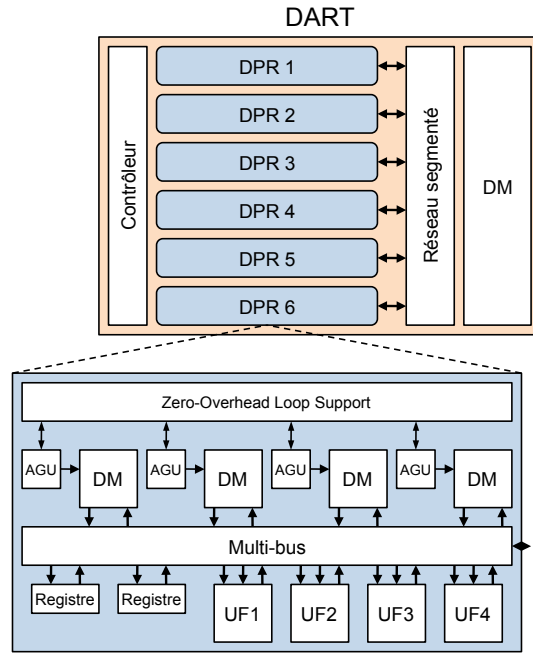 DART
Contrôleur
DPR 1
DPR 2
DPR 3
DPR 4
DPR 5
DPR 6
Réseau segmenté
DM
Zero-Overhead Loop Support
AGU
DM
AGU
DM
AGU
DM
AGU
DM
Multi-bus
Registre
Registre
UF1
UF2
UF3
UF4